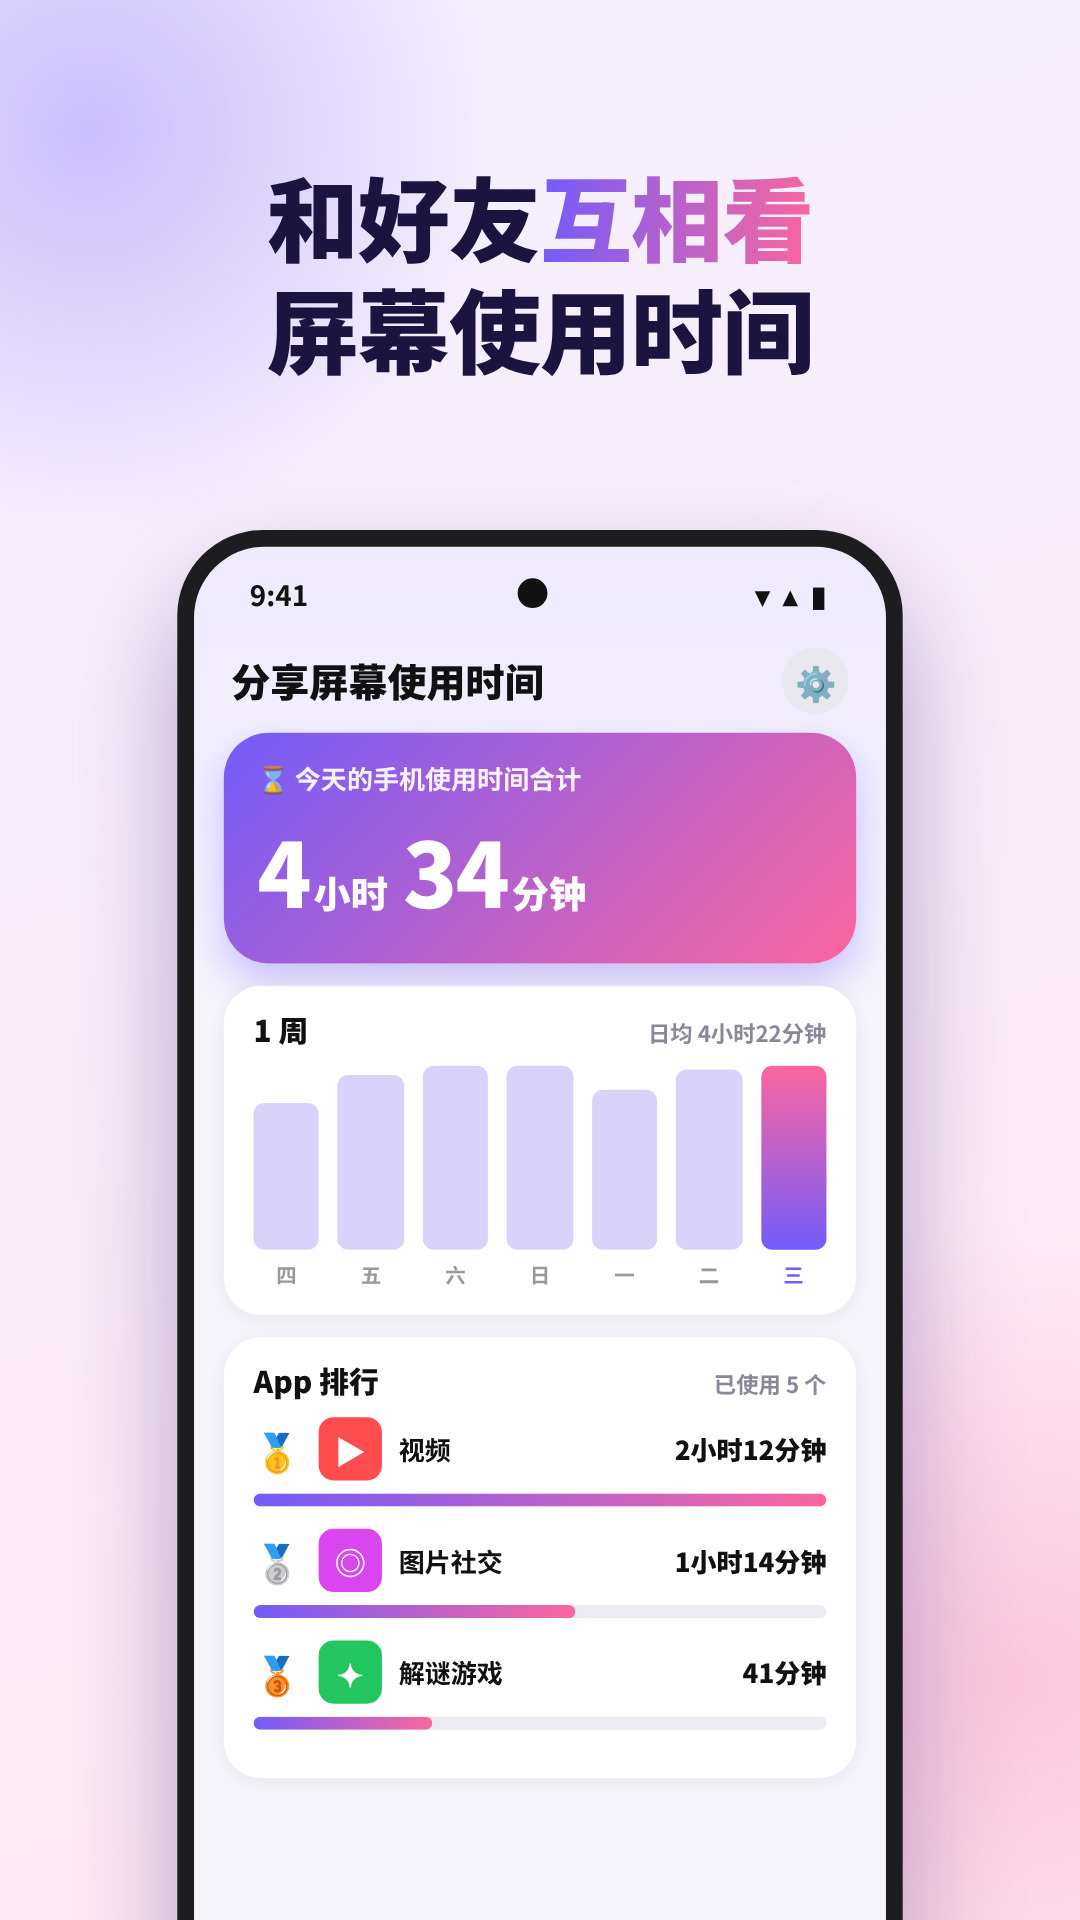 和好友互相看
屏幕使用时间
9:41
分享屏幕使用时间
今天的手机使用时间合计
4小时 34分钟
1 周
日均 4小时22分钟
四 五 六 日 一 二 三
App 排行
已使用 5 个
1 视频 2小时12分钟
2 图片社交 1小时14分钟
3 解谜游戏 41分钟